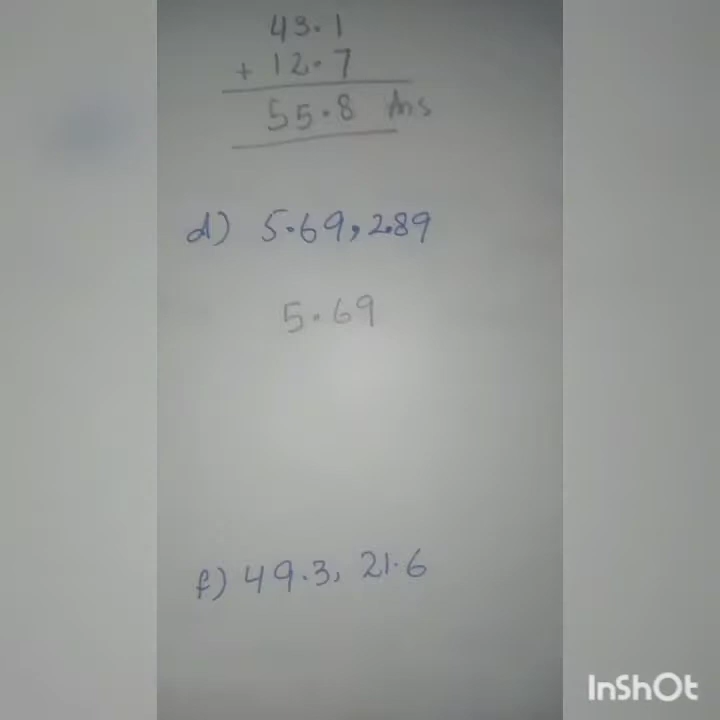 43.1
+ 12.7
55.8 Ans
d) 5.69, 2.89
5.69
f) 49.3, 21.6
InShOt